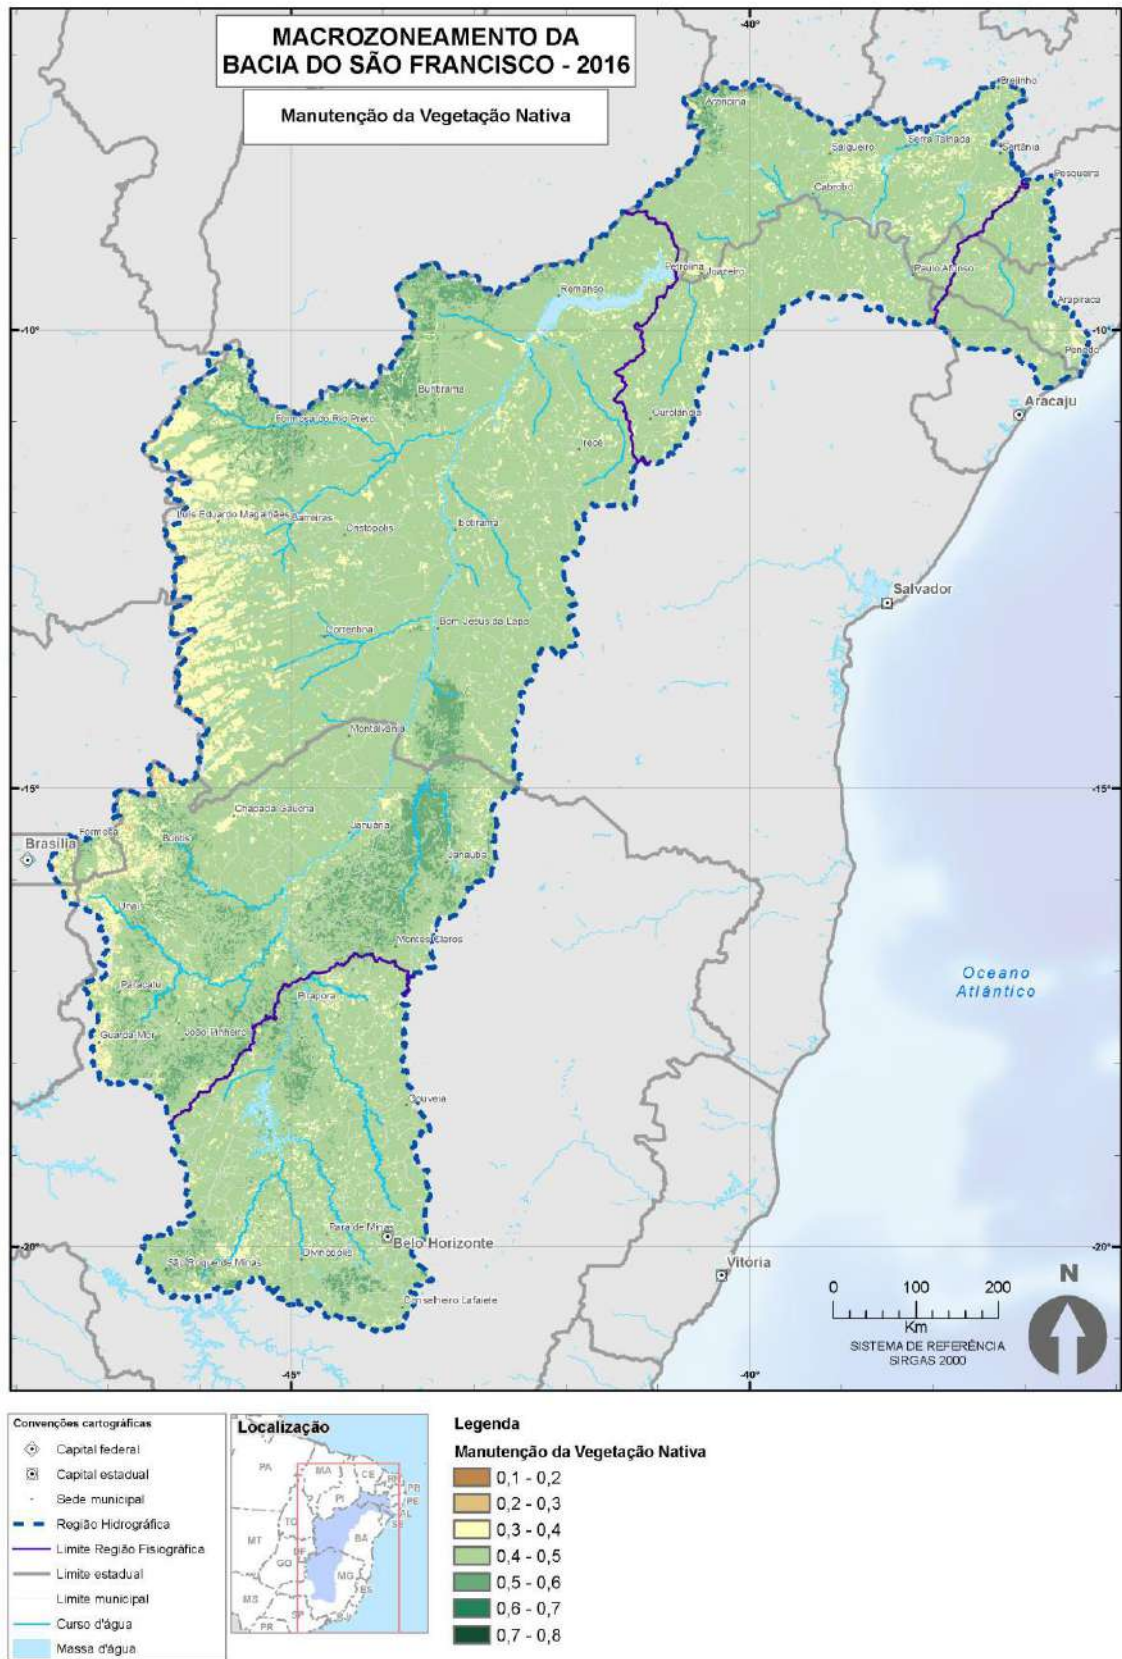 MACROZONEAMENTO DA
BACIA DO SÃO FRANCISCO - 2016
Manutenção da Vegetação Nativa
-40°
Brejinho
Araripina
Serra Talhada
Salgueiro
Sertânia
Pesqueira
Cabrobó
Petrolina
Juazeiro
Paulo Afonso
Remanso
Arapiraca
-10°
-10°
Penedo
Buritirama
Aracaju
Formosa do Rio Preto
Ourolândia
Irecê
Luís Eduardo Magalhães
Barreiras
Cristópolis
Ibotirama
Salvador
Correntina
Bom Jesus da Lapa
Montalvânia
-15°
-15°
Chapada Gaúcha
Formosa
Januária
Brasília
Buritis
Janaúba
Unaí
Montes Claros
Oceano
Atlântico
Paracatu
Pirapora
Guarda-Mor
João Pinheiro
Gouveia
Pará de Minas
Belo Horizonte
-20°
-20°
São Roque de Minas
Divinópolis
Vitória
Conselheiro Lafaiete
N
0 100 200
Km
SISTEMA DE REFERÊNCIA
SIRGAS 2000
-45°
-40°
Convenções cartográficas
Capital federal
Capital estadual
Sede municipal
Região Hidrográfica
Limite Região Fisiográfica
Limite estadual
Limite municipal
Curso d'água
Massa d'água
Localização
PA
MA
CE
RN
PB
PE
AL
SE
PI
TO
BA
MT
DF
GO
MG
ES
MS
SP
RJ
PR
Legenda
Manutenção da Vegetação Nativa
0,1 - 0,2
0,2 - 0,3
0,3 - 0,4
0,4 - 0,5
0,5 - 0,6
0,6 - 0,7
0,7 - 0,8